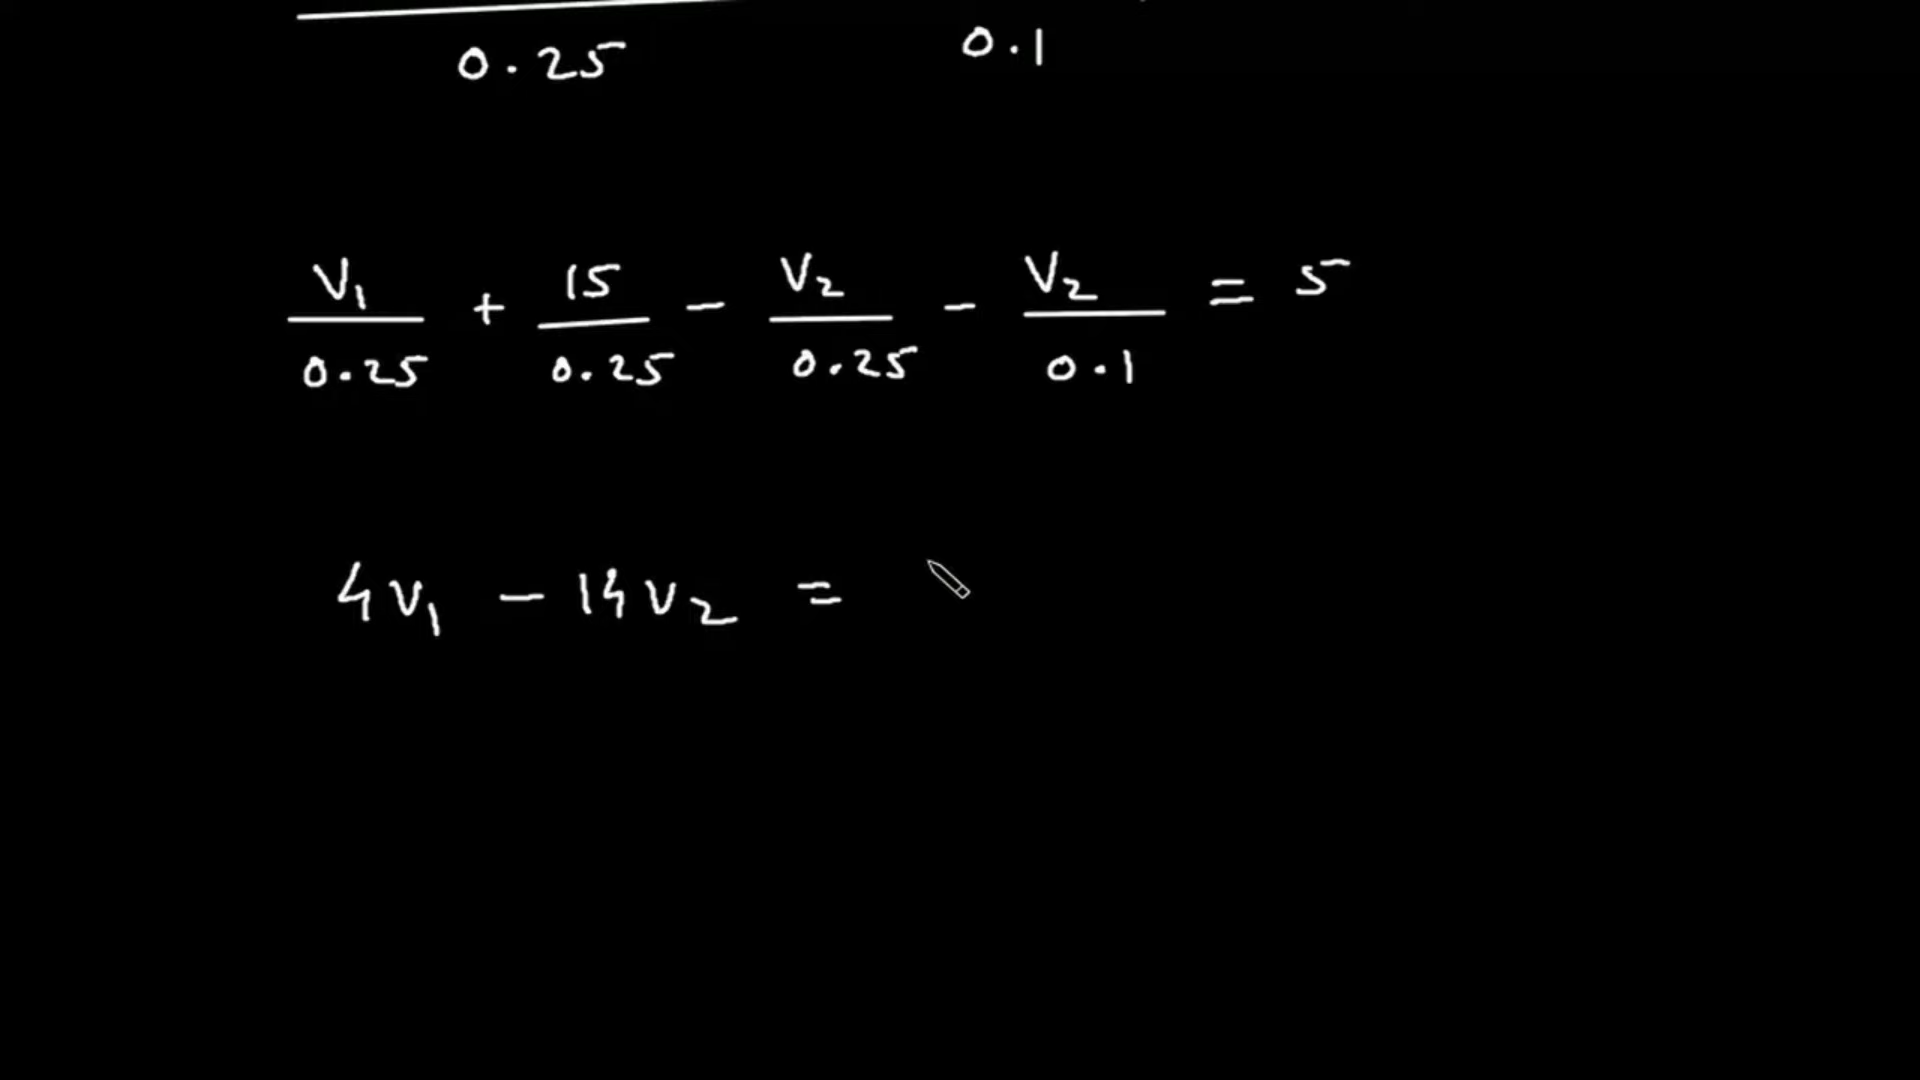 0.25 0.1
V₁/0.25 + 15/0.25 - V₂/0.25 - V₂/0.1 = 5
4V₁ - 14V₂ =